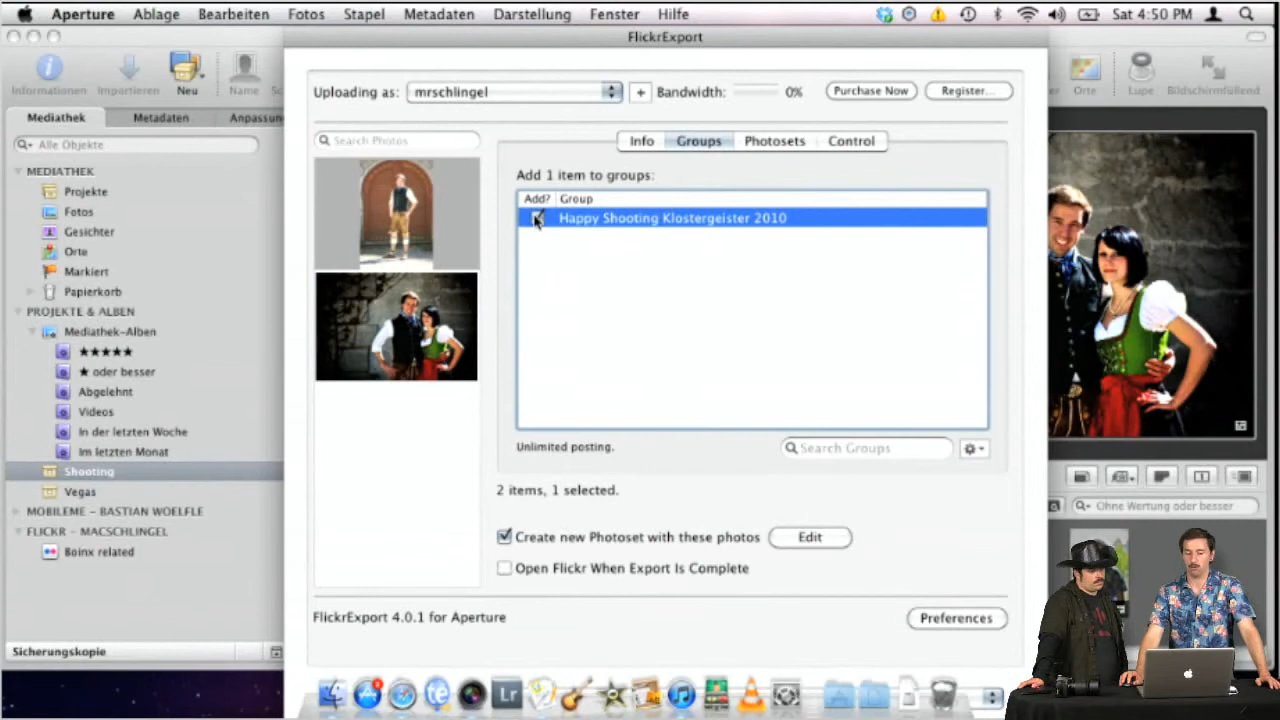 Aperture Ablage Bearbeiten Fotos Stapel Metadaten Darstellung Fenster Hilfe Sat 4:50 PM
FlickrExport
Informationen Importieren Neu Name Orte Lupe Bildschirmfüllend
Uploading as: mrschlingel + Bandwidth: 0% Purchase Now Register...
Mediathek Metadaten Anpassun
Alle Objekte
Search Photos
Info Groups Photosets Control
MEDIATHEK
Projekte
Fotos
Gesichter
Orte
Markiert
Papierkorb
PROJEKTE & ALBEN
Mediathek-Alben
★★★★★
★ oder besser
Abgelehnt
Videos
In der letzten Woche
Im letzten Monat
Shooting
Vegas
MOBILEME - BASTIAN WOELFLE
FLICKR - MACSCHLINGEL
Boinx related
Sicherungskopie
Add 1 item to groups:
Add? Group
Happy Shooting Klostergeister 2010
Unlimited posting.
Search Groups
2 items, 1 selected.
Create new Photoset with these photos Edit
Open Flickr When Export Is Complete
FlickrExport 4.0.1 for Aperture
Preferences
Ohne Wertung oder besser
Lr